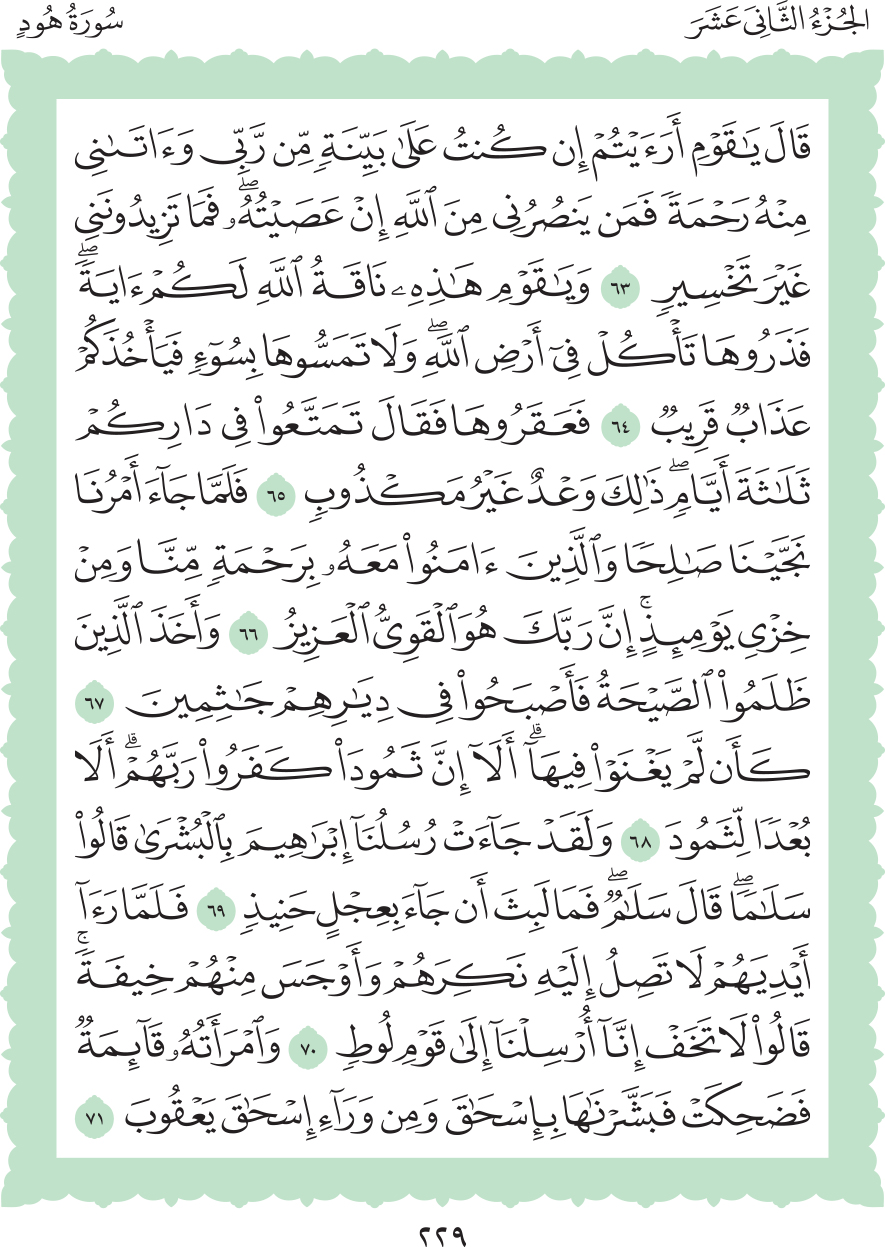 الجُزْءُ الثَّانِيَ عَشَرَ
سُورَةُ هُودٍ
قَالَ يَٰقَوْمِ أَرَءَيْتُمْ إِن كُنتُ عَلَىٰ بَيِّنَةٍ مِّن رَّبِّي وَءَاتَىٰنِي
مِنْهُ رَحْمَةً فَمَن يَنصُرُنِي مِنَ ٱللَّهِ إِنْ عَصَيْتُهُۥۖ فَمَا تَزِيدُونَنِي
غَيْرَ تَخْسِيرٍ ٦٣ وَيَٰقَوْمِ هَٰذِهِۦ نَاقَةُ ٱللَّهِ لَكُمْ ءَايَةًۖ
فَذَرُوهَا تَأْكُلْ فِيٓ أَرْضِ ٱللَّهِۖ وَلَا تَمَسُّوهَا بِسُوٓءٍ فَيَأْخُذَكُمْ
عَذَابٌ قَرِيبٌ ٦٤ فَعَقَرُوهَا فَقَالَ تَمَتَّعُواْ فِي دَارِكُمْ
ثَلَٰثَةَ أَيَّامٍۖ ذَٰلِكَ وَعْدٌ غَيْرُ مَكْذُوبٍ ٦٥ فَلَمَّا جَآءَ أَمْرُنَا
نَجَّيْنَا صَٰلِحًا وَٱلَّذِينَ ءَامَنُواْ مَعَهُۥ بِرَحْمَةٍ مِّنَّا وَمِنْ
خِزْيِ يَوْمِئِذٍۚ إِنَّ رَبَّكَ هُوَ ٱلْقَوِيُّ ٱلْعَزِيزُ ٦٦ وَأَخَذَ ٱلَّذِينَ
ظَلَمُواْ ٱلصَّيْحَةُ فَأَصْبَحُواْ فِي دِيَٰرِهِمْ جَٰثِمِينَ ٦٧
كَأَن لَّمْ يَغْنَوْاْ فِيهَآۗ أَلَآ إِنَّ ثَمُودَاْ كَفَرُواْ رَبَّهُمْۗ أَلَا
بُعْدًا لِّثَمُودَ ٦٨ وَلَقَدْ جَآءَتْ رُسُلُنَآ إِبْرَٰهِيمَ بِٱلْبُشْرَىٰ قَالُواْ
سَلَٰمًاۖ قَالَ سَلَٰمٌۖ فَمَا لَبِثَ أَن جَآءَ بِعِجْلٍ حَنِيذٍ ٦٩ فَلَمَّا رَءَآ
أَيْدِيَهُمْ لَا تَصِلُ إِلَيْهِ نَكِرَهُمْ وَأَوْجَسَ مِنْهُمْ خِيفَةًۚ
قَالُواْ لَا تَخَفْ إِنَّآ أُرْسِلْنَآ إِلَىٰ قَوْمِ لُوطٍ ٧٠ وَٱمْرَأَتُهُۥ قَآئِمَةٌ
فَضَحِكَتْ فَبَشَّرْنَٰهَا بِإِسْحَٰقَ وَمِن وَرَآءِ إِسْحَٰقَ يَعْقُوبَ ٧١
٢٢٩